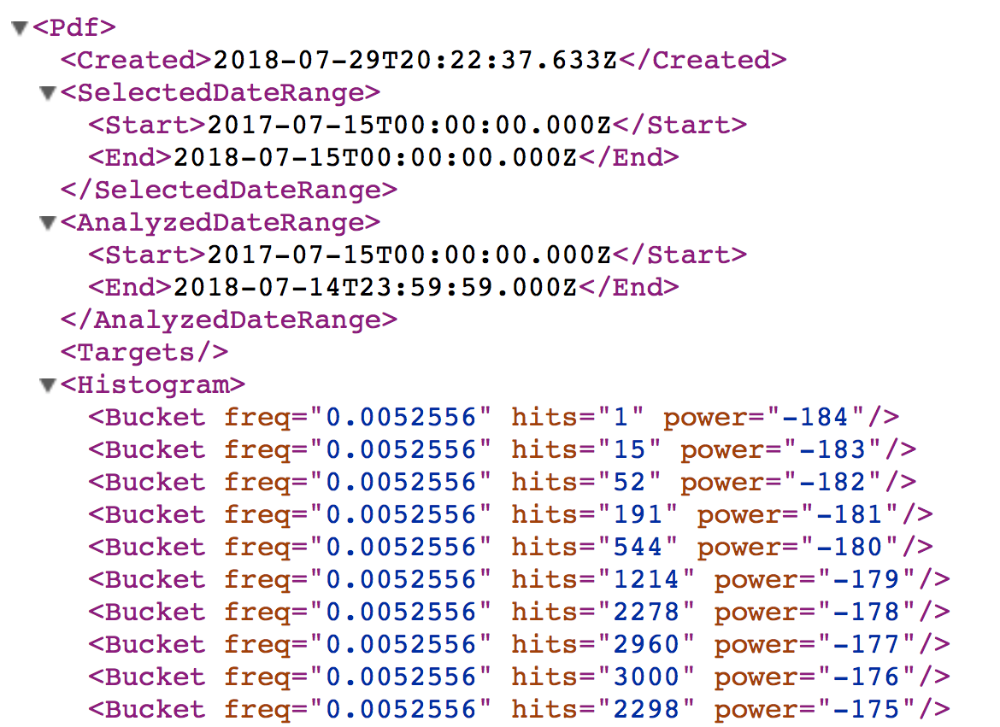 <Pdf>
<Created>2018-07-29T20:22:37.633Z</Created>
<SelectedDateRange>
<Start>2017-07-15T00:00:00.000Z</Start>
<End>2018-07-15T00:00:00.000Z</End>
</SelectedDateRange>
<AnalyzedDateRange>
<Start>2017-07-15T00:00:00.000Z</Start>
<End>2018-07-14T23:59:59.000Z</End>
</AnalyzedDateRange>
<Targets/>
<Histogram>
<Bucket freq="0.0052556" hits="1" power="-184"/>
<Bucket freq="0.0052556" hits="15" power="-183"/>
<Bucket freq="0.0052556" hits="52" power="-182"/>
<Bucket freq="0.0052556" hits="191" power="-181"/>
<Bucket freq="0.0052556" hits="544" power="-180"/>
<Bucket freq="0.0052556" hits="1214" power="-179"/>
<Bucket freq="0.0052556" hits="2278" power="-178"/>
<Bucket freq="0.0052556" hits="2960" power="-177"/>
<Bucket freq="0.0052556" hits="3000" power="-176"/>
<Bucket freq="0.0052556" hits="2298" power="-175"/>